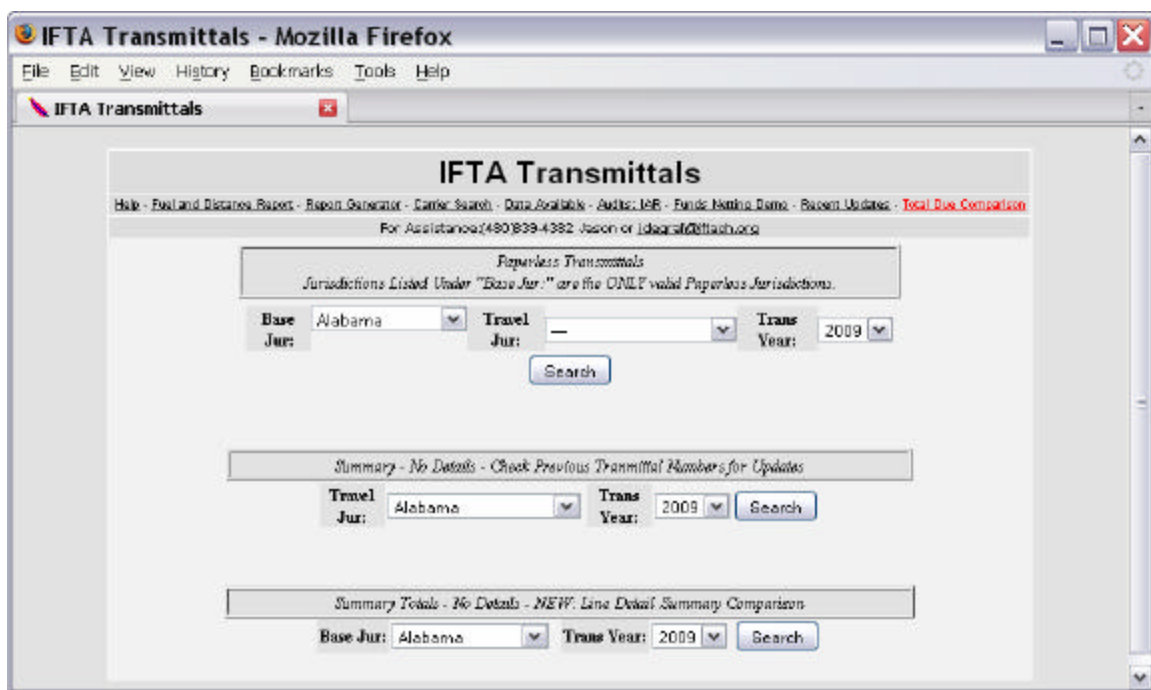 IFTA Transmittals - Mozilla Firefox
File Edit View History Bookmarks Tools Help
IFTA Transmittals
IFTA Transmittals
Help - Fuel and Distance Report - Report Generator - Carrier Search - Data Available - Audits: IAR - Funds Netting Demo - Recent Updates - Total Due Comparison
For Assistance:(480)839-4382 Jason or jdegraf@iftach.org
Paperless Transmittals
Jurisdictions Listed Under "Base Jur:" are the ONLY valid Paperless Jurisdictions.
Base Jur: Alabama Travel Jur: — Trans Year: 2009
Search
Summary - No Details - Check Previous Tranmittal Numbers for Updates
Travel Jur: Alabama Trans Year: 2009 Search
Summary Totals - No Details - NEW: Line Detail Summary Comparison
Base Jur: Alabama Trans Year: 2009 Search